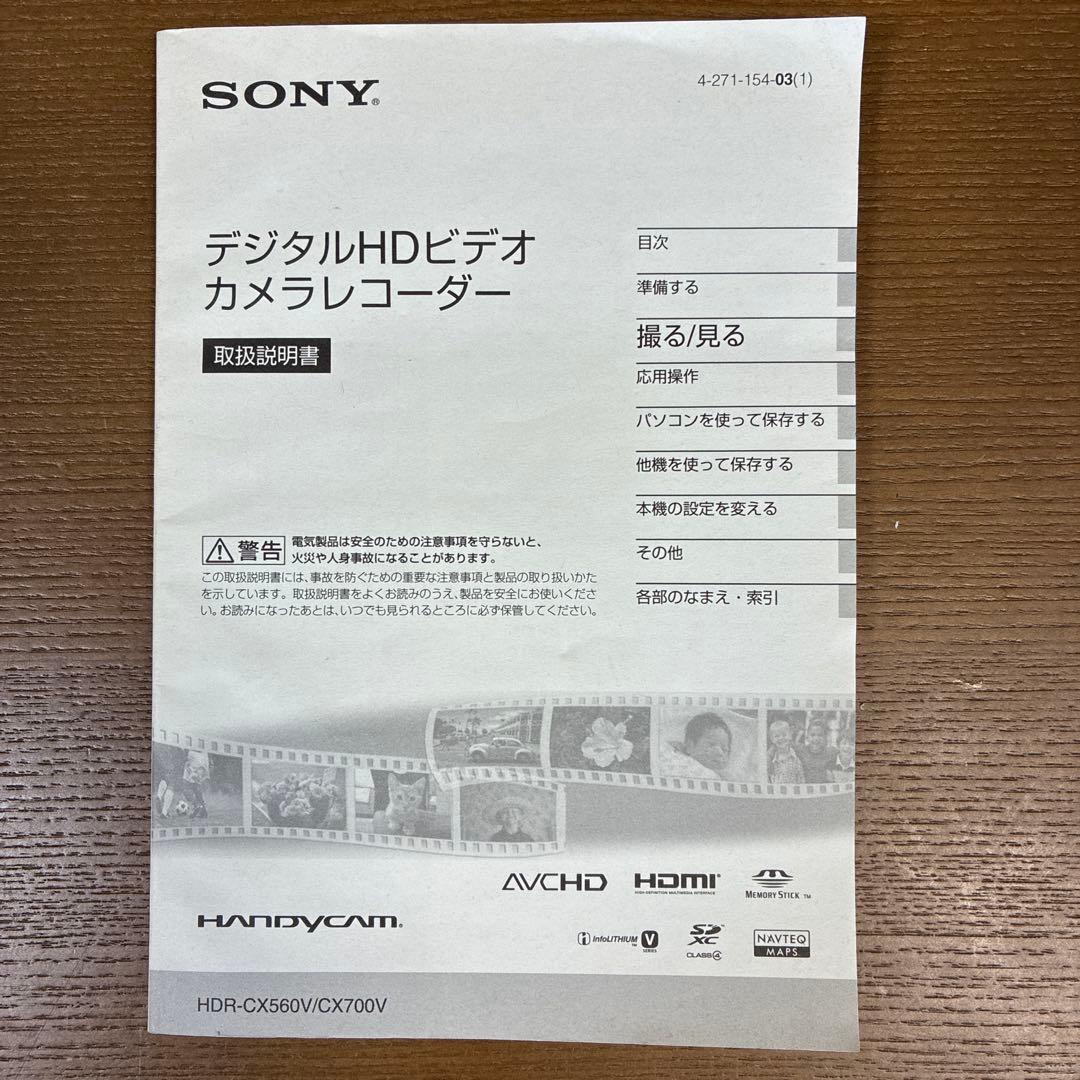 SONY®
4-271-154-03(1)
デジタルHDビデオ
カメラレコーダー
取扱説明書
目次
準備する
撮る/見る
応用操作
パソコンを使って保存する
他機を使って保存する
本機の設定を変える
その他
各部のなまえ・索引
警告
電気製品は安全のための注意事項を守らないと、
火災や人身事故になることがあります。
この取扱説明書には、事故を防ぐための重要な注意事項と製品の取り扱いかた
を示しています。取扱説明書をよくお読みのうえ、製品を安全にお使いくださ
い。お読みになったあとは、いつでも見られるところに必ず保管してください。
AVCHD
HDMI®
HIGH-DEFINITION MULTIMEDIA INTERFACE
MEMORY STICK ™
HANDYCAM®
InfoLITHIUM ™ V
SERIES
SD XC
CLASS④
NAVTEQ
MAPS
HDR-CX560V/CX700V